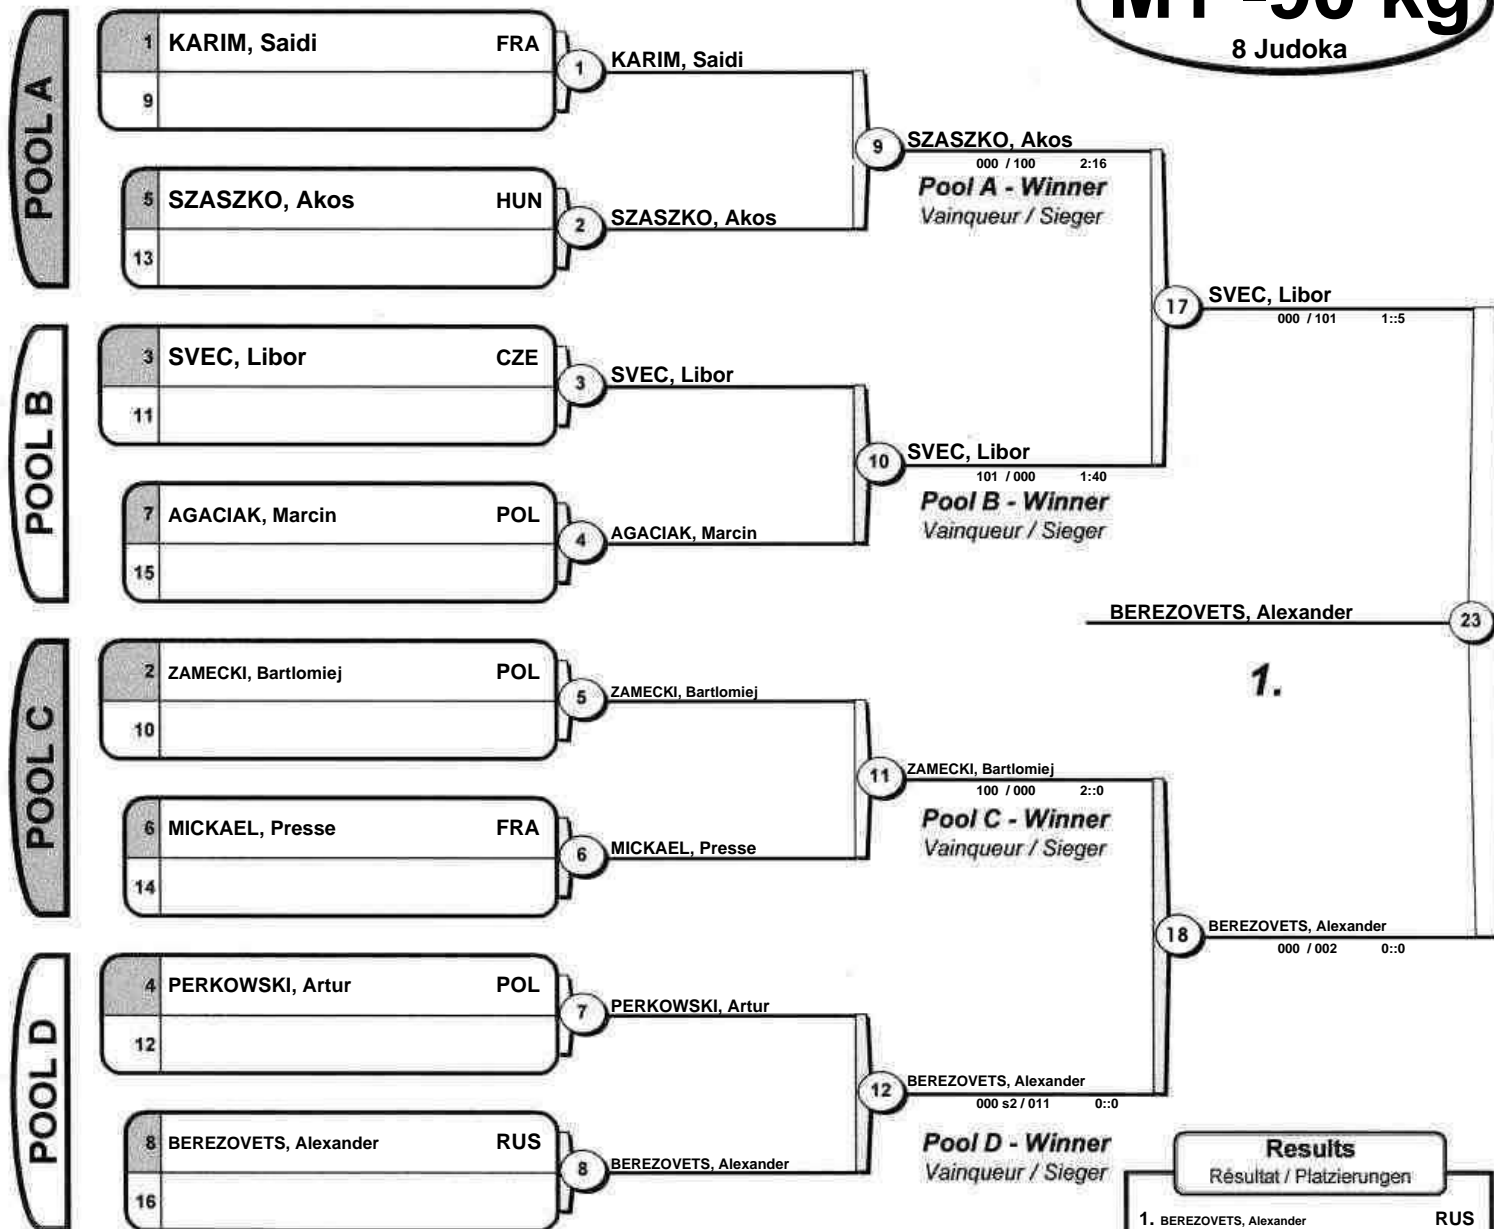 M1 -90 kg
8 Judoka
POOL A
1 KARIM, Saidi FRA
9
1 KARIM, Saidi
5 SZASZKO, Akos HUN
13
2 SZASZKO, Akos
9 SZASZKO, Akos
000 / 100 2:16
Pool A - Winner
Vainqueur / Sieger
POOL B
3 SVEC, Libor CZE
11
3 SVEC, Libor
7 AGACIAK, Marcin POL
15
4 AGACIAK, Marcin
10 SVEC, Libor
101 / 000 1:40
Pool B - Winner
Vainqueur / Sieger
17 SVEC, Libor
000 / 101 1::5
BEREZOVETS, Alexander 23
1.
POOL C
2 ZAMECKI, Bartlomiej POL
10
5 ZAMECKI, Bartlomiej
6 MICKAEL, Presse FRA
14
6 MICKAEL, Presse
11 ZAMECKI, Bartlomiej
100 / 000 2::0
Pool C - Winner
Vainqueur / Sieger
18 BEREZOVETS, Alexander
000 / 002 0::0
POOL D
4 PERKOWSKI, Artur POL
12
7 PERKOWSKI, Artur
8 BEREZOVETS, Alexander RUS
16
8 BEREZOVETS, Alexander
12 BEREZOVETS, Alexander
000 s2 / 011 0::0
Pool D - Winner
Vainqueur / Sieger
Results
Résultat / Platzierungen
1. BEREZOVETS, Alexander RUS